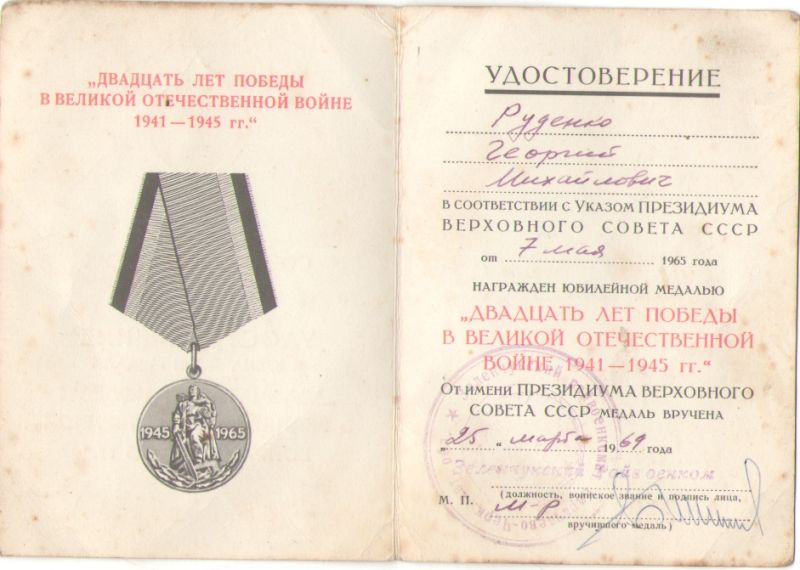 „ДВАДЦАТЬ ЛЕТ ПОБЕДЫ
В ВЕЛИКОЙ ОТЕЧЕСТВЕННОЙ ВОЙНЕ
1941—1945 гг.“
1945 1965
УДОСТОВЕРЕНИЕ
Руденко
Георгий
Михайлович
В СООТВЕТСТВИИ С УКАЗОМ ПРЕЗИДИУМА
ВЕРХОВНОГО СОВЕТА СССР
от 7 мая 1965 года
НАГРАЖДЕН ЮБИЛЕЙНОЙ МЕДАЛЬЮ
„ДВАДЦАТЬ ЛЕТ ПОБЕДЫ
В ВЕЛИКОЙ ОТЕЧЕСТВЕННОЙ
ВОЙНЕ 1941—1945 гг.“
От имени ПРЕЗИДИУМА ВЕРХОВНОГО
СОВЕТА СССР МЕДАЛЬ ВРУЧЕНА
„25 “ марта 1969 года
Зеленчукский райвоенком
(должность, воинское звание и подпись лица,
М. П. М-р
вручившего медаль)